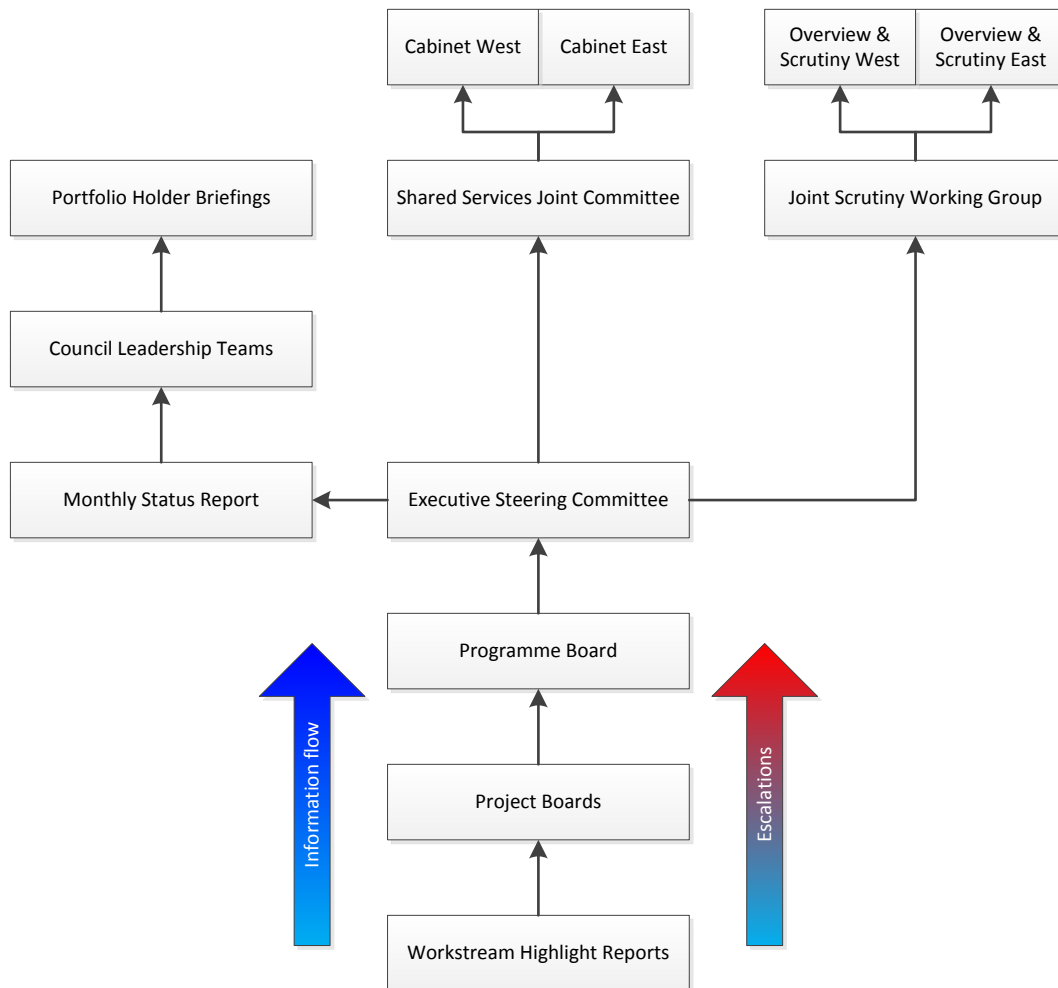 Cabinet West
Cabinet East
Overview &
Scrutiny West
Overview &
Scrutiny East
Portfolio Holder Briefings
Shared Services Joint Committee
Joint Scrutiny Working Group
Council Leadership Teams
Monthly Status Report
Executive Steering Committee
Programme Board
Information flow
Escalations
Project Boards
Workstream Highlight Reports